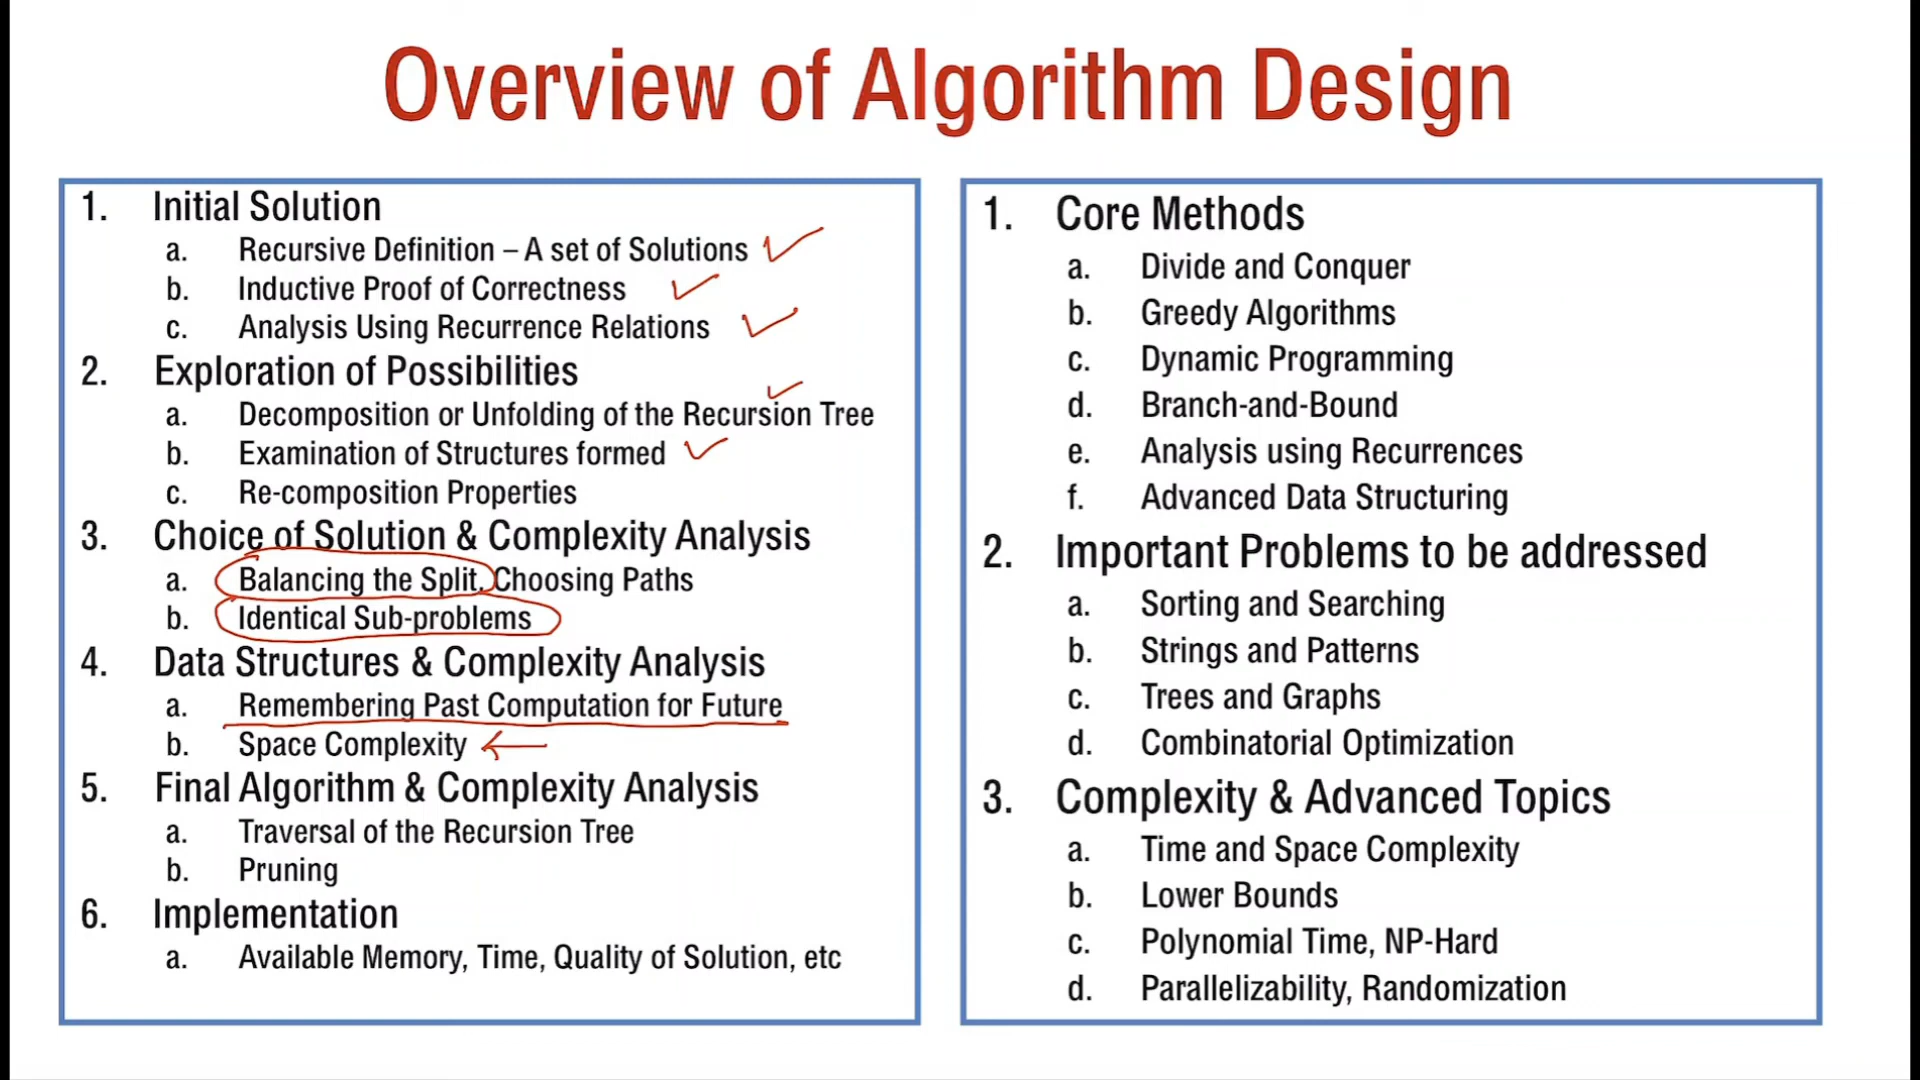 Overview of Algorithm Design
1. Initial Solution
a. Recursive Definition – A set of Solutions
b. Inductive Proof of Correctness
c. Analysis Using Recurrence Relations
2. Exploration of Possibilities
a. Decomposition or Unfolding of the Recursion Tree
b. Examination of Structures formed
c. Re-composition Properties
3. Choice of Solution & Complexity Analysis
a. Balancing the Split, Choosing Paths
b. Identical Sub-problems
4. Data Structures & Complexity Analysis
a. Remembering Past Computation for Future
b. Space Complexity
5. Final Algorithm & Complexity Analysis
a. Traversal of the Recursion Tree
b. Pruning
6. Implementation
a. Available Memory, Time, Quality of Solution, etc
1. Core Methods
a. Divide and Conquer
b. Greedy Algorithms
c. Dynamic Programming
d. Branch-and-Bound
e. Analysis using Recurrences
f. Advanced Data Structuring
2. Important Problems to be addressed
a. Sorting and Searching
b. Strings and Patterns
c. Trees and Graphs
d. Combinatorial Optimization
3. Complexity & Advanced Topics
a. Time and Space Complexity
b. Lower Bounds
c. Polynomial Time, NP-Hard
d. Parallelizability, Randomization